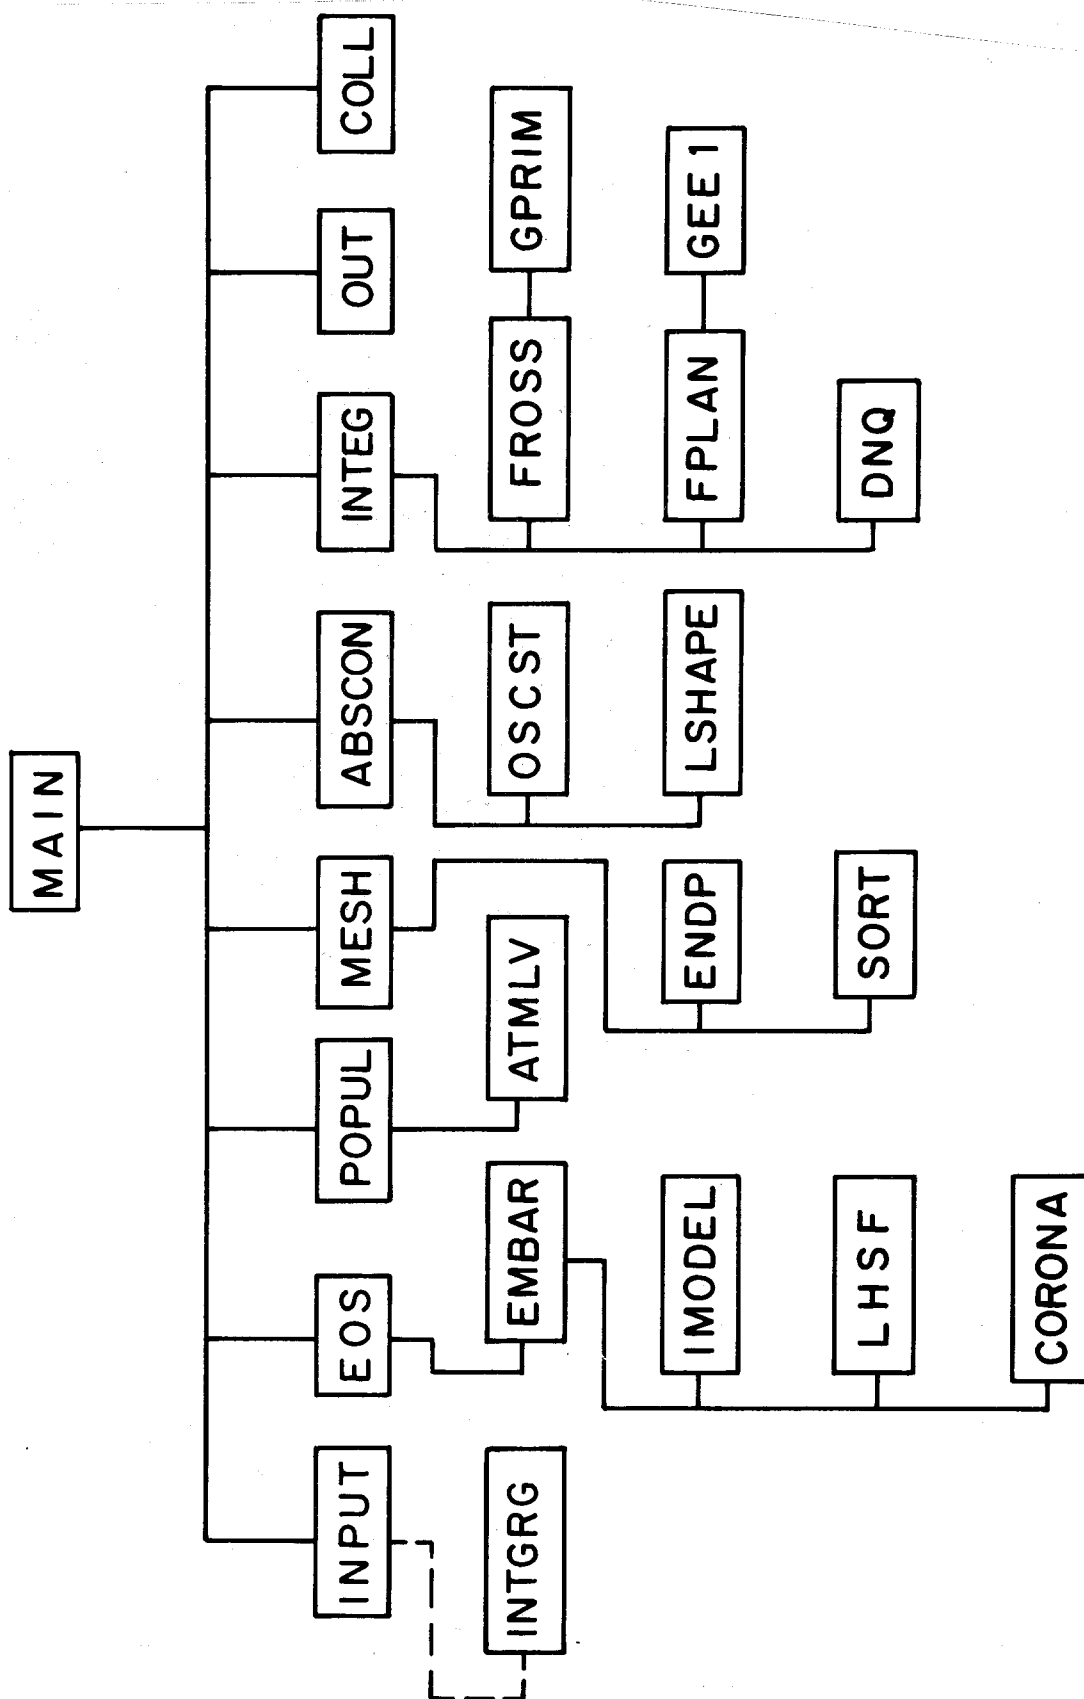 MAIN
INPUT
EOS
POPUL
MESH
ABSCON
INTEG
OUT
COLL
INTGRG
EMBAR
ATMLV
OSCST
FROSS
GPRIM
IMODEL
ENDP
LSHAPE
FPLAN
GEE1
LHSF
SORT
DNQ
CORONA